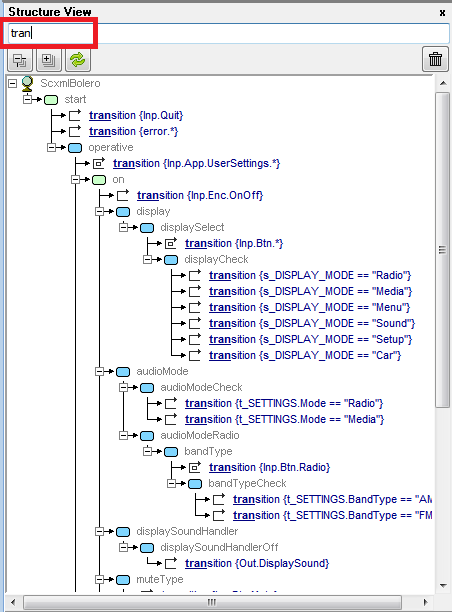 Structure View x
tran
ScxmlBolero
start
transition {Inp.Quit}
transition {error.*}
operative
transition {Inp.App.UserSettings.*}
on
transition {Inp.Enc.OnOff}
display
displaySelect
transition {Inp.Btn.*}
displayCheck
transition {s_DISPLAY_MODE == "Radio"}
transition {s_DISPLAY_MODE == "Media"}
transition {s_DISPLAY_MODE == "Menu"}
transition {s_DISPLAY_MODE == "Sound"}
transition {s_DISPLAY_MODE == "Setup"}
transition {s_DISPLAY_MODE == "Car"}
audioMode
audioModeCheck
transition {t_SETTINGS.Mode == "Radio"}
transition {t_SETTINGS.Mode == "Media"}
audioModeRadio
bandType
transition {Inp.Btn.Radio}
bandTypeCheck
transition {t_SETTINGS.BandType == "AM
transition {t_SETTINGS.BandType == "FM
displaySoundHandler
displaySoundHandlerOff
transition {Out.DisplaySound}
muteType